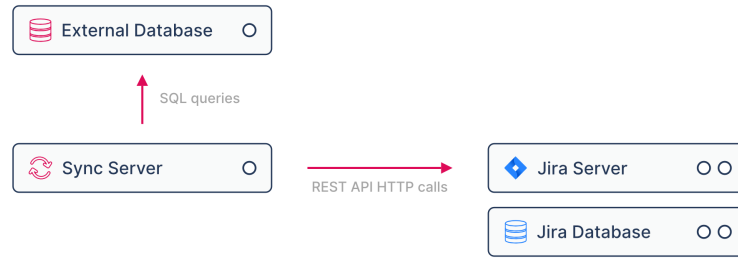 External Database
SQL queries
Sync Server
REST API HTTP calls
Jira Server
Jira Database